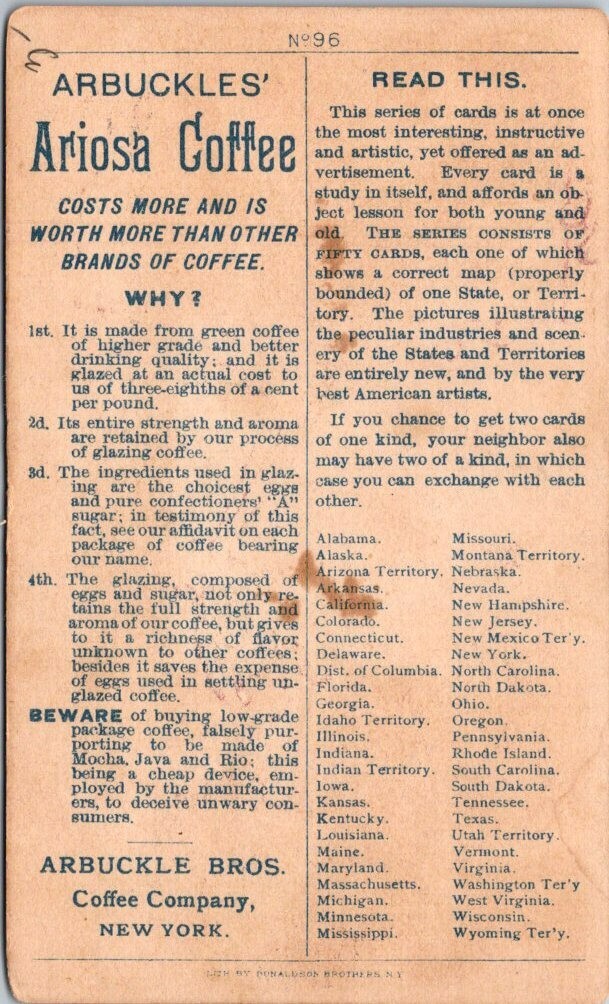 No 96
ARBUCKLES'
Ariosa Coffee
COSTS MORE AND IS
WORTH MORE THAN OTHER
BRANDS OF COFFEE.
WHY?
1st. It is made from green coffee
of higher grade and better
drinking quality; and it is
glazed at an actual cost to
us of three-eighths of a cent
per pound.
2d. Its entire strength and aroma
are retained by our process
of glazing coffee.
3d. The ingredients used in glaz-
ing are the choicest eggs
and pure confectioners' "A"
sugar; in testimony of this
fact, see our affidavit on each
package of coffee bearing
our name.
4th. The glazing, composed of
eggs and sugar, not only re-
tains the full strength and
aroma of our coffee, but gives
to it a richness of flavor
unknown to other coffees;
besides it saves the expense
of eggs used in settling un-
glazed coffee.
BEWARE of buying low-grade
package coffee, falsely pur-
porting to be made of
Mocha, Java and Rio; this
being a cheap device, em-
ployed by the manufactur-
ers, to deceive unwary con-
sumers.
ARBUCKLE BROS.
Coffee Company,
NEW YORK.
READ THIS.
This series of cards is at once
the most interesting, instructive
and artistic, yet offered as an ad-
vertisement. Every card is a
study in itself, and affords an ob-
ject lesson for both young and
old. THE SERIES CONSISTS OF
FIFTY CARDS, each one of which
shows a correct map (properly
bounded) of one State, or Terri-
tory. The pictures illustrating
the peculiar industries and scen-
ery of the States and Territories
are entirely new, and by the very
best American artists.
If you chance to get two cards
of one kind, your neighbor also
may have two of a kind, in which
case you can exchange with each
other.
Alabama.
Alaska.
Arizona Territory.
Arkansas.
California.
Colorado.
Connecticut.
Delaware.
Dist. of Columbia.
Florida.
Georgia.
Idaho Territory.
Illinois.
Indiana.
Indian Territory.
Iowa.
Kansas.
Kentucky.
Louisiana.
Maine.
Maryland.
Massachusetts.
Michigan.
Minnesota.
Mississippi.
Missouri.
Montana Territory.
Nebraska.
Nevada.
New Hampshire.
New Jersey.
New Mexico Ter'y.
New York.
North Carolina.
North Dakota.
Ohio.
Oregon.
Pennsylvania.
Rhode Island.
South Carolina.
South Dakota.
Tennessee.
Texas.
Utah Territory.
Vermont.
Virginia.
Washington Ter'y
West Virginia.
Wisconsin.
Wyoming Ter'y.
LITH BY DONALDSON BROTHERS N.Y